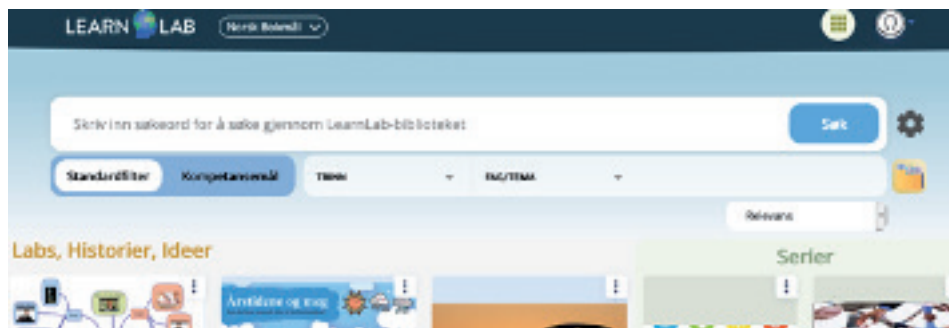 LEARN LAB Norsk Bokmål
Skriv inn søkeord for å søke gjennom LearnLab-biblioteket Søk
Standardfilter Kompetansemål TRINN FAG/TEMA
Relevans
Labs, Historier, Ideer Serier
Årstidene og meg